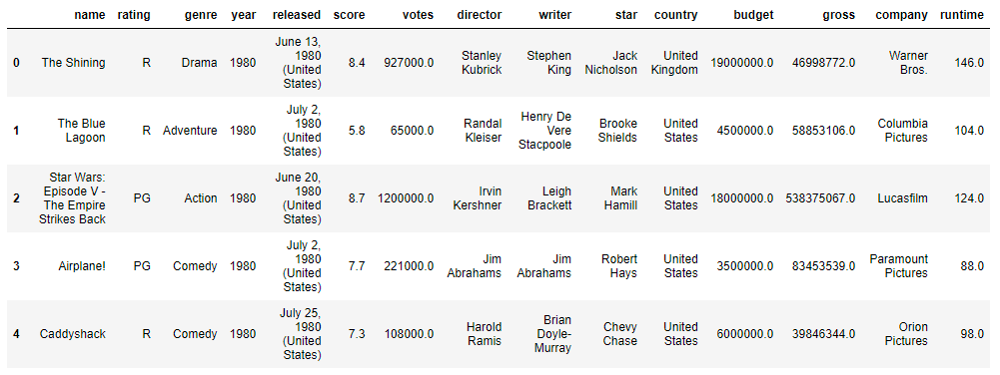 name rating genre year released score votes director writer star country budget gross company runtime
0 The Shining R Drama 1980 June 13, 1980 (United States) 8.4 927000.0 Stanley Kubrick Stephen King Jack Nicholson United Kingdom 19000000.0 46998772.0 Warner Bros. 146.0
1 The Blue Lagoon R Adventure 1980 July 2, 1980 (United States) 5.8 65000.0 Randal Kleiser Henry De Vere Stacpoole Brooke Shields United States 4500000.0 58853106.0 Columbia Pictures 104.0
2 Star Wars: Episode V - The Empire Strikes Back PG Action 1980 June 20, 1980 (United States) 8.7 1200000.0 Irvin Kershner Leigh Brackett Mark Hamill United States 18000000.0 538375067.0 Lucasfilm 124.0
3 Airplane! PG Comedy 1980 July 2, 1980 (United States) 7.7 221000.0 Jim Abrahams Jim Abrahams Robert Hays United States 3500000.0 83453539.0 Paramount Pictures 88.0
4 Caddyshack R Comedy 1980 July 25, 1980 (United States) 7.3 108000.0 Harold Ramis Brian Doyle-Murray Chevy Chase United States 6000000.0 39846344.0 Orion Pictures 98.0